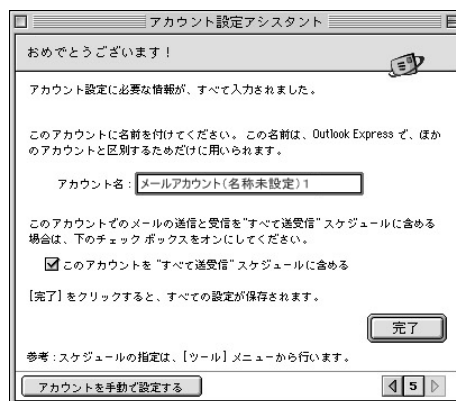 アカウント設定アシスタント
おめでとうございます！
アカウント設定に必要な情報が、すべて入力されました。
このアカウントに名前を付けてください。この名前は、Outlook Express で、ほか
のアカウントと区別するためだけに用いられます。
アカウント名：メールアカウント(名称未設定)1
このアカウントでのメールの送信と受信を"すべて送受信"スケジュールに含める
場合は、下のチェック ボックスをオンにしてください。
このアカウントを "すべて送受信" スケジュールに含める
[完了] をクリックすると、すべての設定が保存されます。
完了
参考：スケジュールの指定は、[ツール] メニューから行います。
アカウントを手動で設定する
5